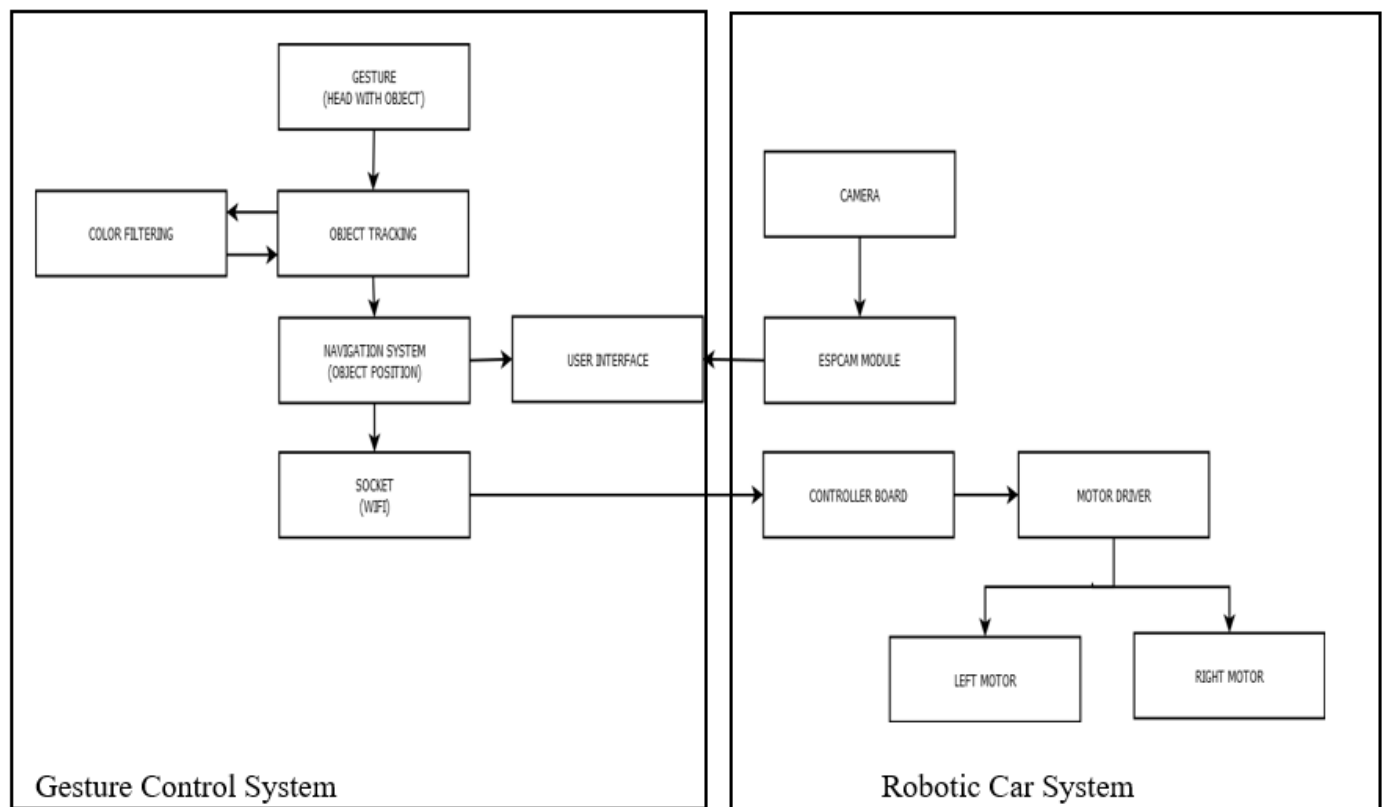 GESTURE
(HEAD WITH OBJECT)
CAMERA
COLOR FILTERING
OBJECT TRACKING
NAVIGATION SYSTEM
(OBJECT POSITION)
USER INTERFACE
ESPCAM MODULE
SOCKET
(WIFI)
CONTROLLER BOARD
MOTOR DRIVER
LEFT MOTOR
RIGHT MOTOR
Gesture Control System
Robotic Car System